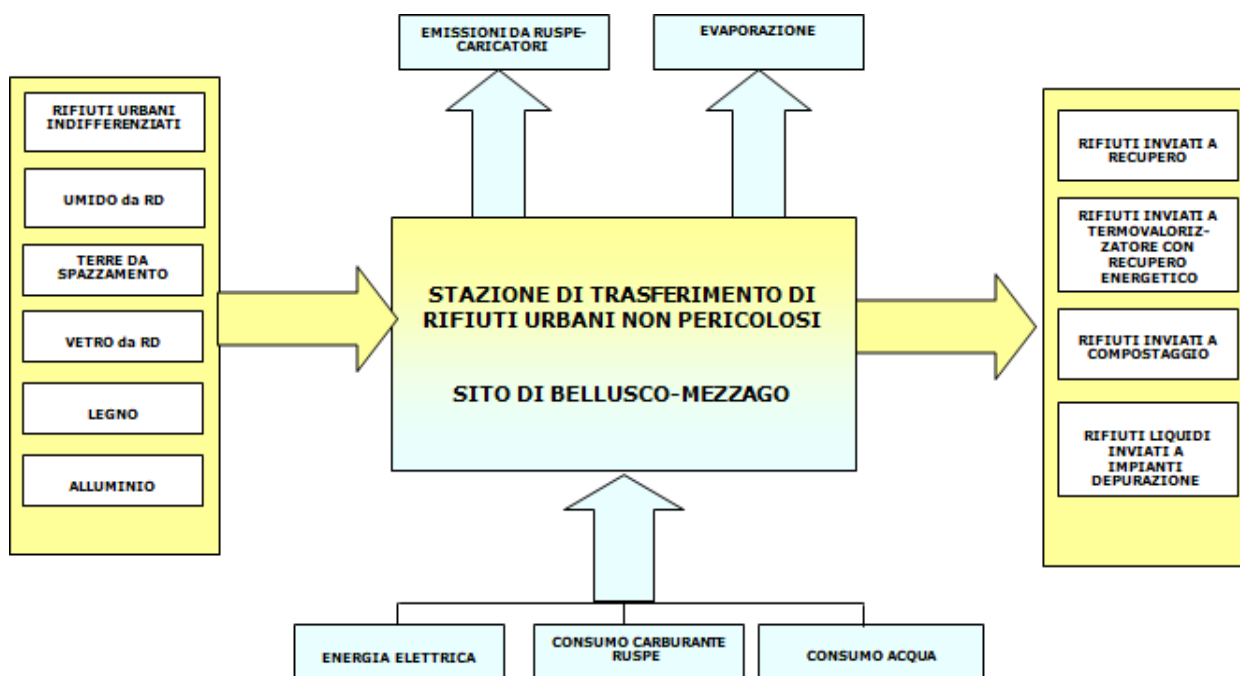 EMISSIONI DA RUSPE-
CARICATORI
EVAPORAZIONE
RIFIUTI URBANI
INDIFFERENZIATI
UMIDO da RD
TERRE DA
SPAZZAMENTO
VETRO da RD
LEGNO
ALLUMINIO
STAZIONE DI TRASFERIMENTO DI
RIFIUTI URBANI NON PERICOLOSI
SITO DI BELLUSCO-MEZZAGO
RIFIUTI INVIATI A
RECUPERO
RIFIUTI INVIATI A
TERMOVALORIZ-
ZATORE CON
RECUPERO
ENERGETICO
RIFIUTI INVIATI A
COMPOSTAGGIO
RIFIUTI LIQUIDI
INVIATI A
IMPIANTI
DEPURAZIONE
ENERGIA ELETTRICA
CONSUMO CARBURANTE
RUSPE
CONSUMO ACQUA